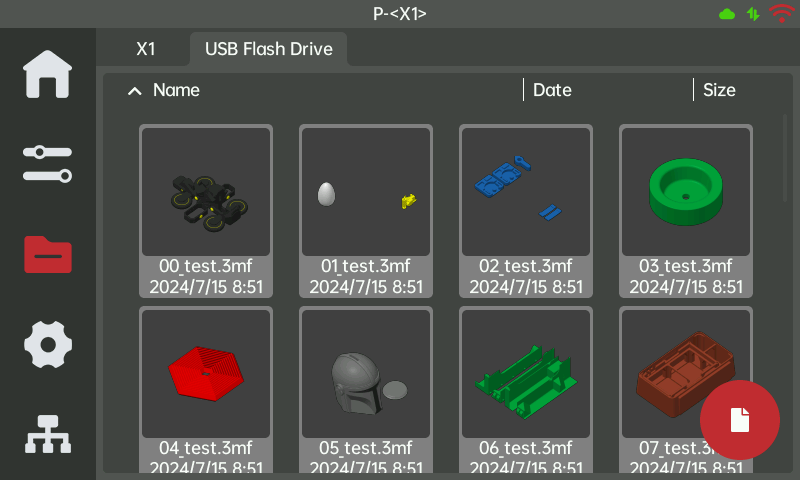 P-<X1>
X1
USB Flash Drive
Name
Date
Size
00_test.3mf
2024/7/15 8:51
01_test.3mf
2024/7/15 8:51
02_test.3mf
2024/7/15 8:51
03_test.3mf
2024/7/15 8:51
04_test.3mf
2024/7/15 8:51
05_test.3mf
2024/7/15 8:51
06_test.3mf
2024/7/15 8:51
07_test.3mf
2024/7/15 8:51